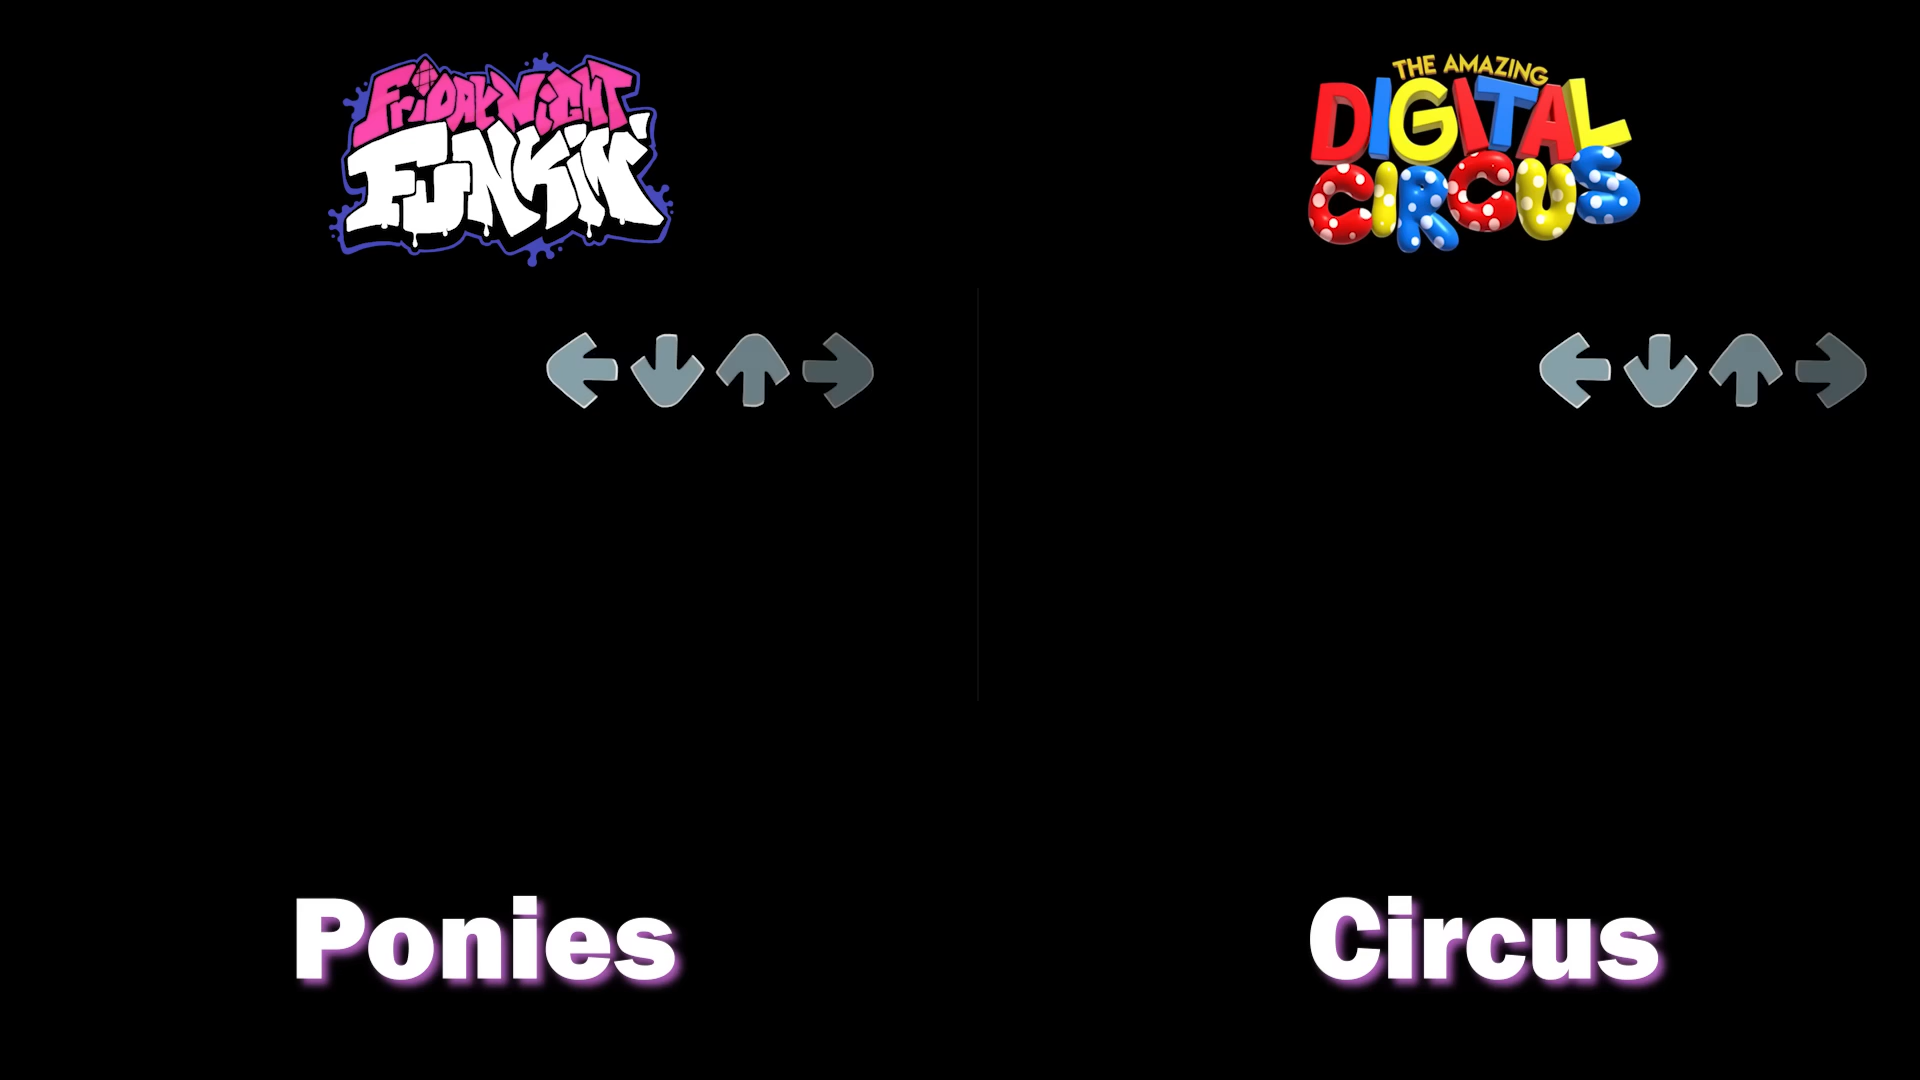 FRiDAY NiGHT
FUNKiN'
THE AMAZING
DIGITAL
CIRCUS
Ponies
Circus